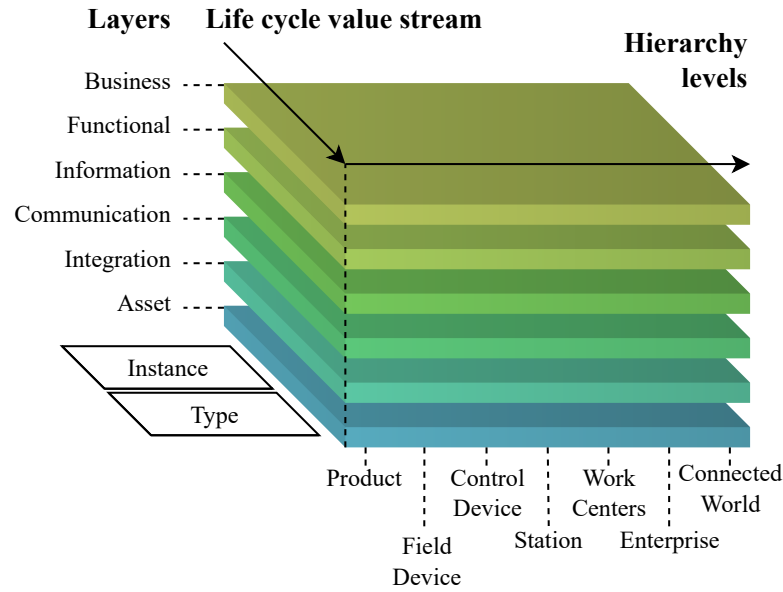 Layers
Life cycle value stream
Hierarchy
levels
Business
Functional
Information
Communication
Integration
Asset
Instance
Type
Product
Field
Device
Control
Device
Station
Work
Centers
Enterprise
Connected
World